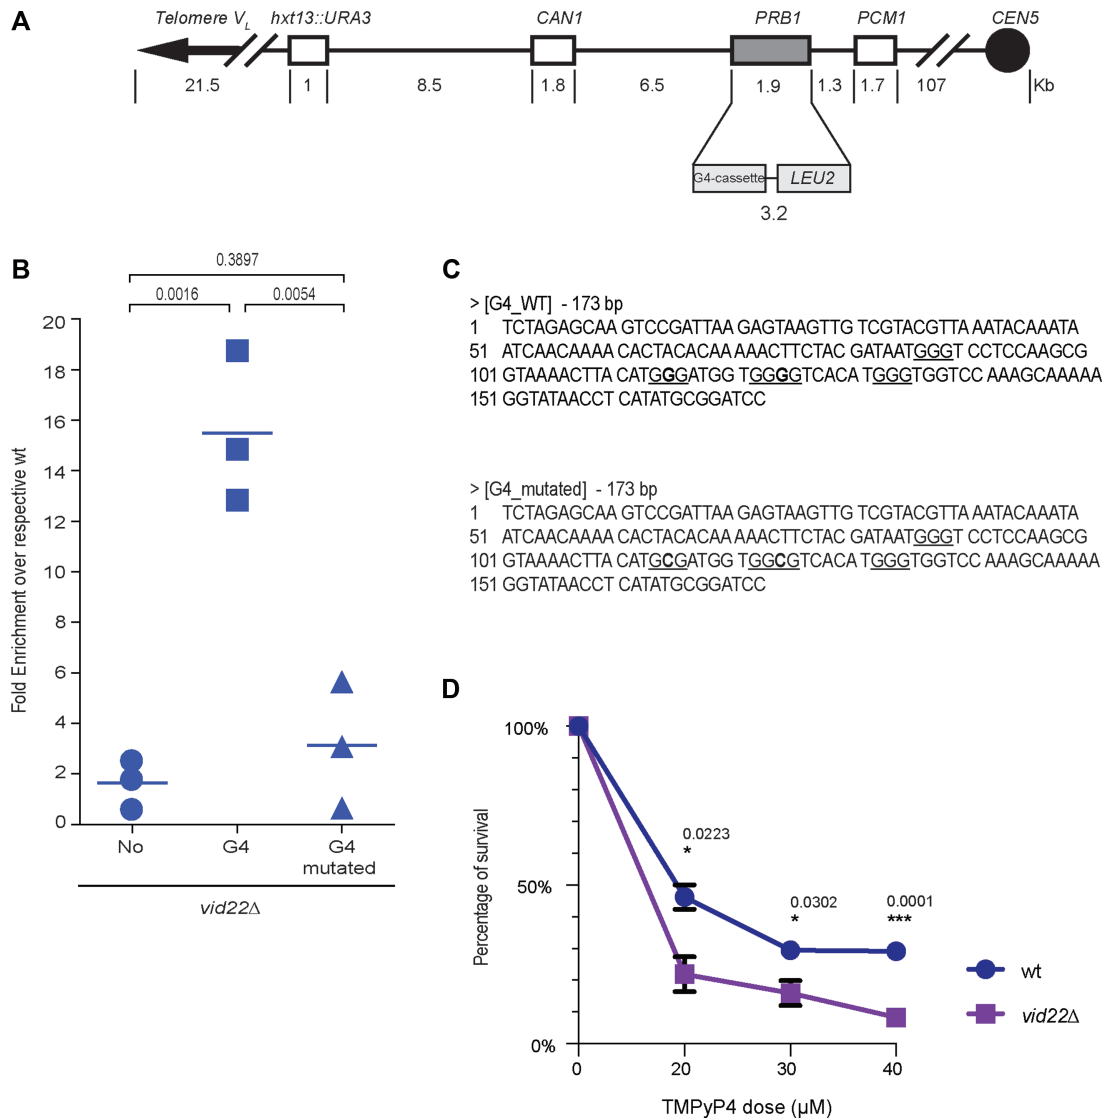 A
Telomere VL hxt13::URA3 CAN1 PRB1 PCM1 CEN5
21.5 1 8.5 1.8 6.5 1.9 1.3 1.7 107 Kb
G4-cassette LEU2
3.2
B
0.3897
0.0016 0.0054
Fold Enrichment over respective wt
20
18
16
14
12
10
8
6
4
2
0
No G4 G4 mutated
vid22Δ
C
> [G4_WT] - 173 bp
1 TCTAGAGCAA GTCCGATTAA GAGTAAGTTG TCGTACGTTA AATACAAATA
51 ATCAACAAAA CACTACACAA AAACTTCTAC GATAATGGGT CCTCCAAGCG
101 GTAAAACTTA CATGGGATGG TGGGGTCACA TGGGTGGTCC AAAGCAAAAA
151 GGTATAACCT CATATGCGGATCC
> [G4_mutated] - 173 bp
1 TCTAGAGCAA GTCCGATTAA GAGTAAGTTG TCGTACGTTA AATACAAATA
51 ATCAACAAAA CACTACACAA AAACTTCTAC GATAATGGGT CCTCCAAGCG
101 GTAAAACTTA CATGCGATGG TGGCGTCACA TGGGTGGTCC AAAGCAAAAA
151 GGTATAACCT CATATGCGGATCC
D
Percentage of survival
100%
50%
0%
0.0223
*
0.0302
*
0.0001
***
wt
vid22Δ
0 20 30 40
TMPyP4 dose (µM)